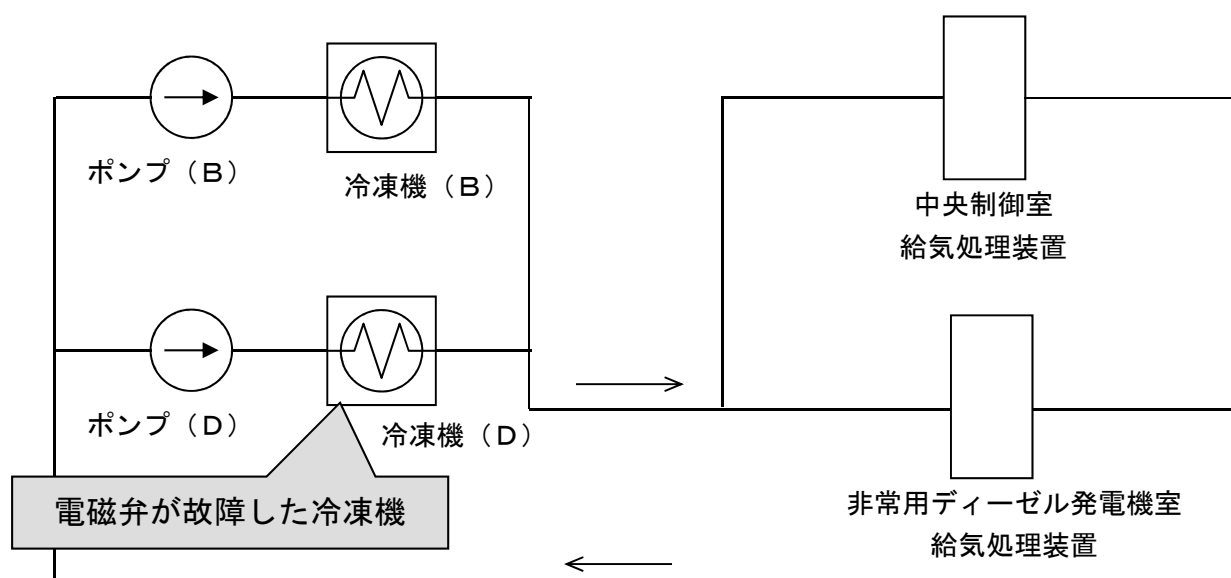 ポンプ（Ｂ）
冷凍機（Ｂ）
中央制御室
給気処理装置
ポンプ（Ｄ）
冷凍機（Ｄ）
電磁弁が故障した冷凍機
非常用ディーゼル発電機室
給気処理装置